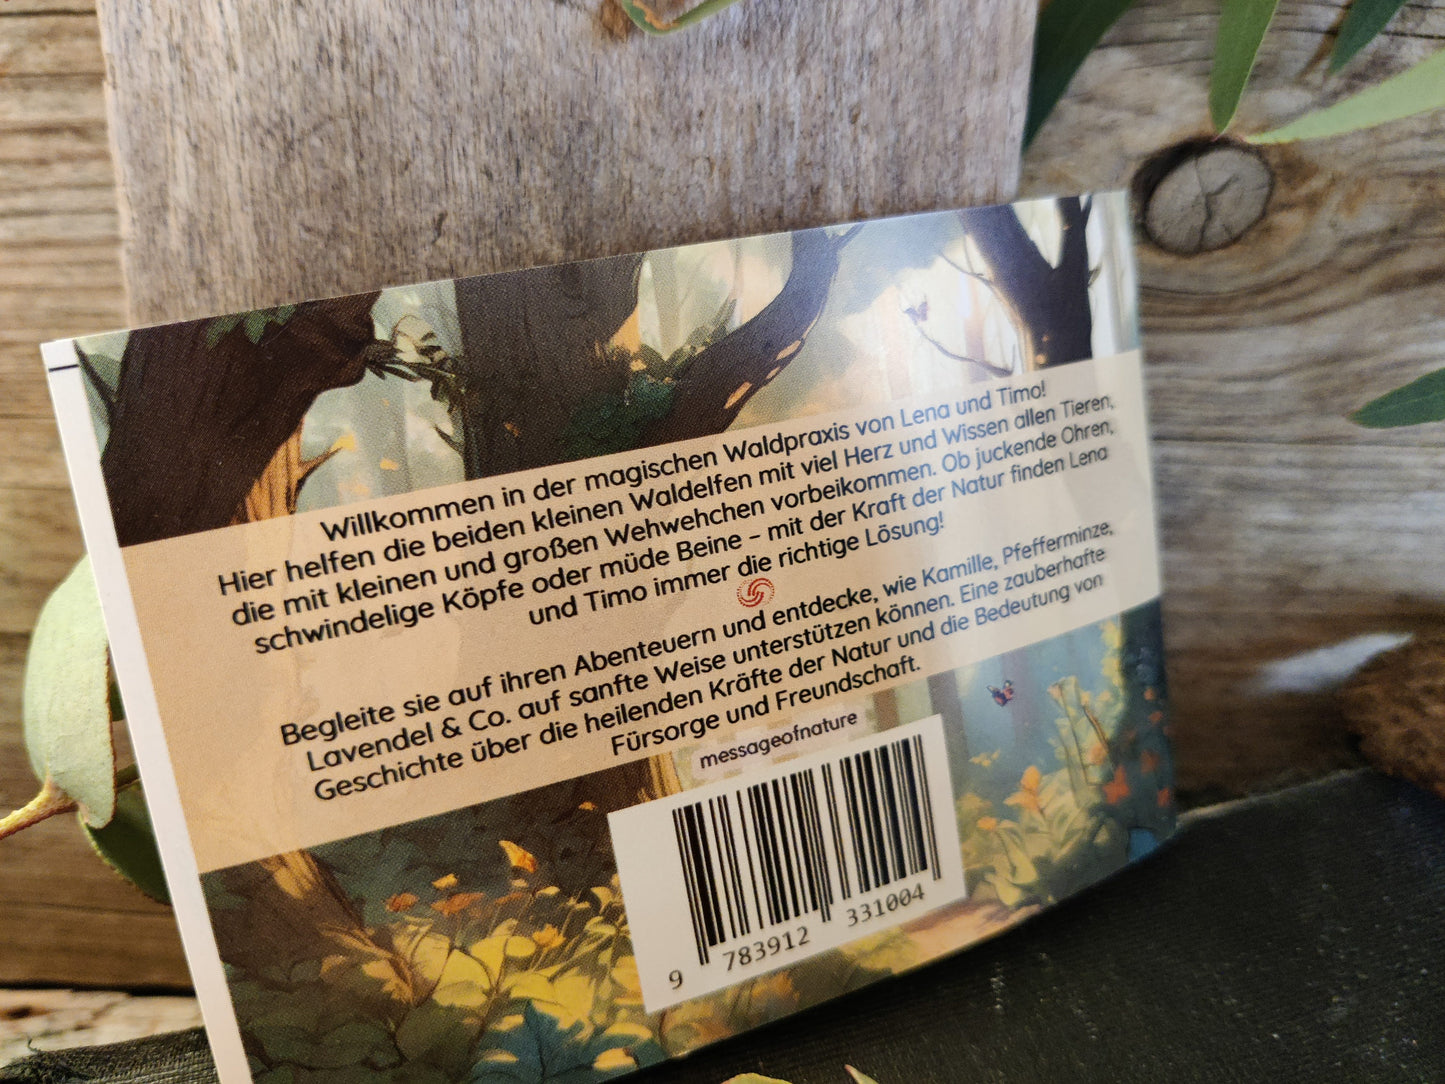 Willkommen in der magischen Waldpraxis von Lena und Timo!
Hier helfen die beiden kleinen Waldelfen mit viel Herz und Wissen allen Tieren,
die mit kleinen und großen Wehwehchen vorbeikommen. Ob juckende Ohren,
schwindelige Köpfe oder müde Beine – mit der Kraft der Natur finden Lena
und Timo immer die richtige Lösung!
Begleite sie auf ihren Abenteuern und entdecke, wie Kamille, Pfefferminze,
Lavendel & Co. auf sanfte Weise unterstützen können. Eine zauberhafte
Geschichte über die heilenden Kräfte der Natur und die Bedeutung von
Fürsorge und Freundschaft.
messageofnature
9 783912 331004